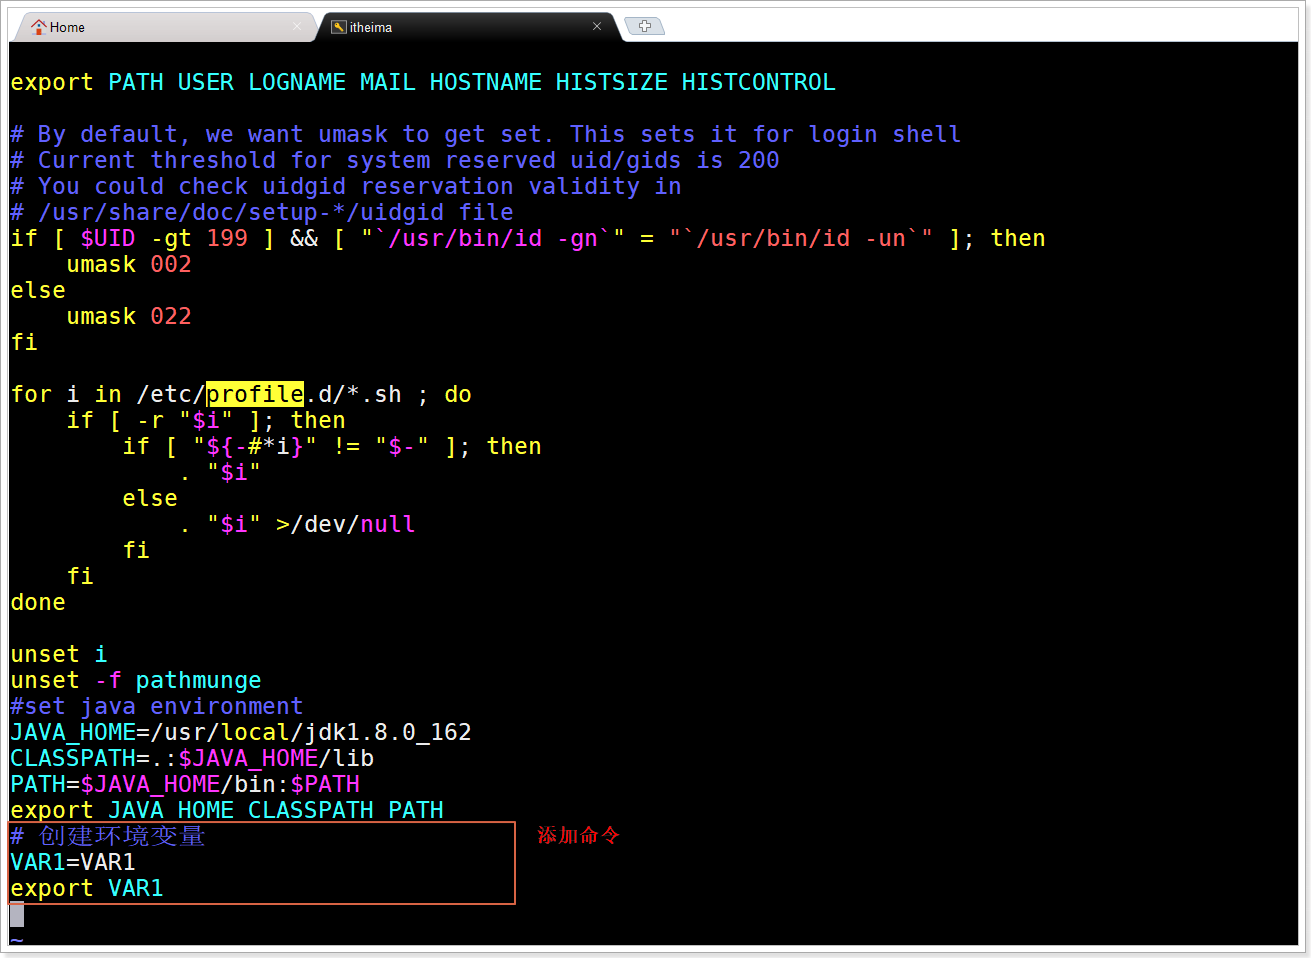 Home
itheima
export PATH USER LOGNAME MAIL HOSTNAME HISTSIZE HISTCONTROL
# By default, we want umask to get set. This sets it for login shell
# Current threshold for system reserved uid/gids is 200
# You could check uidgid reservation validity in
# /usr/share/doc/setup-*/uidgid file
if [ $UID -gt 199 ] && [ "`/usr/bin/id -gn`" = "`/usr/bin/id -un`" ]; then
    umask 002
else
    umask 022
fi
for i in /etc/profile.d/*.sh ; do
    if [ -r "$i" ]; then
        if [ "${-#*i}" != "$-" ]; then
            . "$i"
        else
            . "$i" >/dev/null
        fi
    fi
done
unset i
unset -f pathmunge
#set java environment
JAVA_HOME=/usr/local/jdk1.8.0_162
CLASSPATH=.:$JAVA_HOME/lib
PATH=$JAVA_HOME/bin:$PATH
export JAVA_HOME CLASSPATH PATH
# 创建环境变量 添加命令
VAR1=VAR1
export VAR1
~